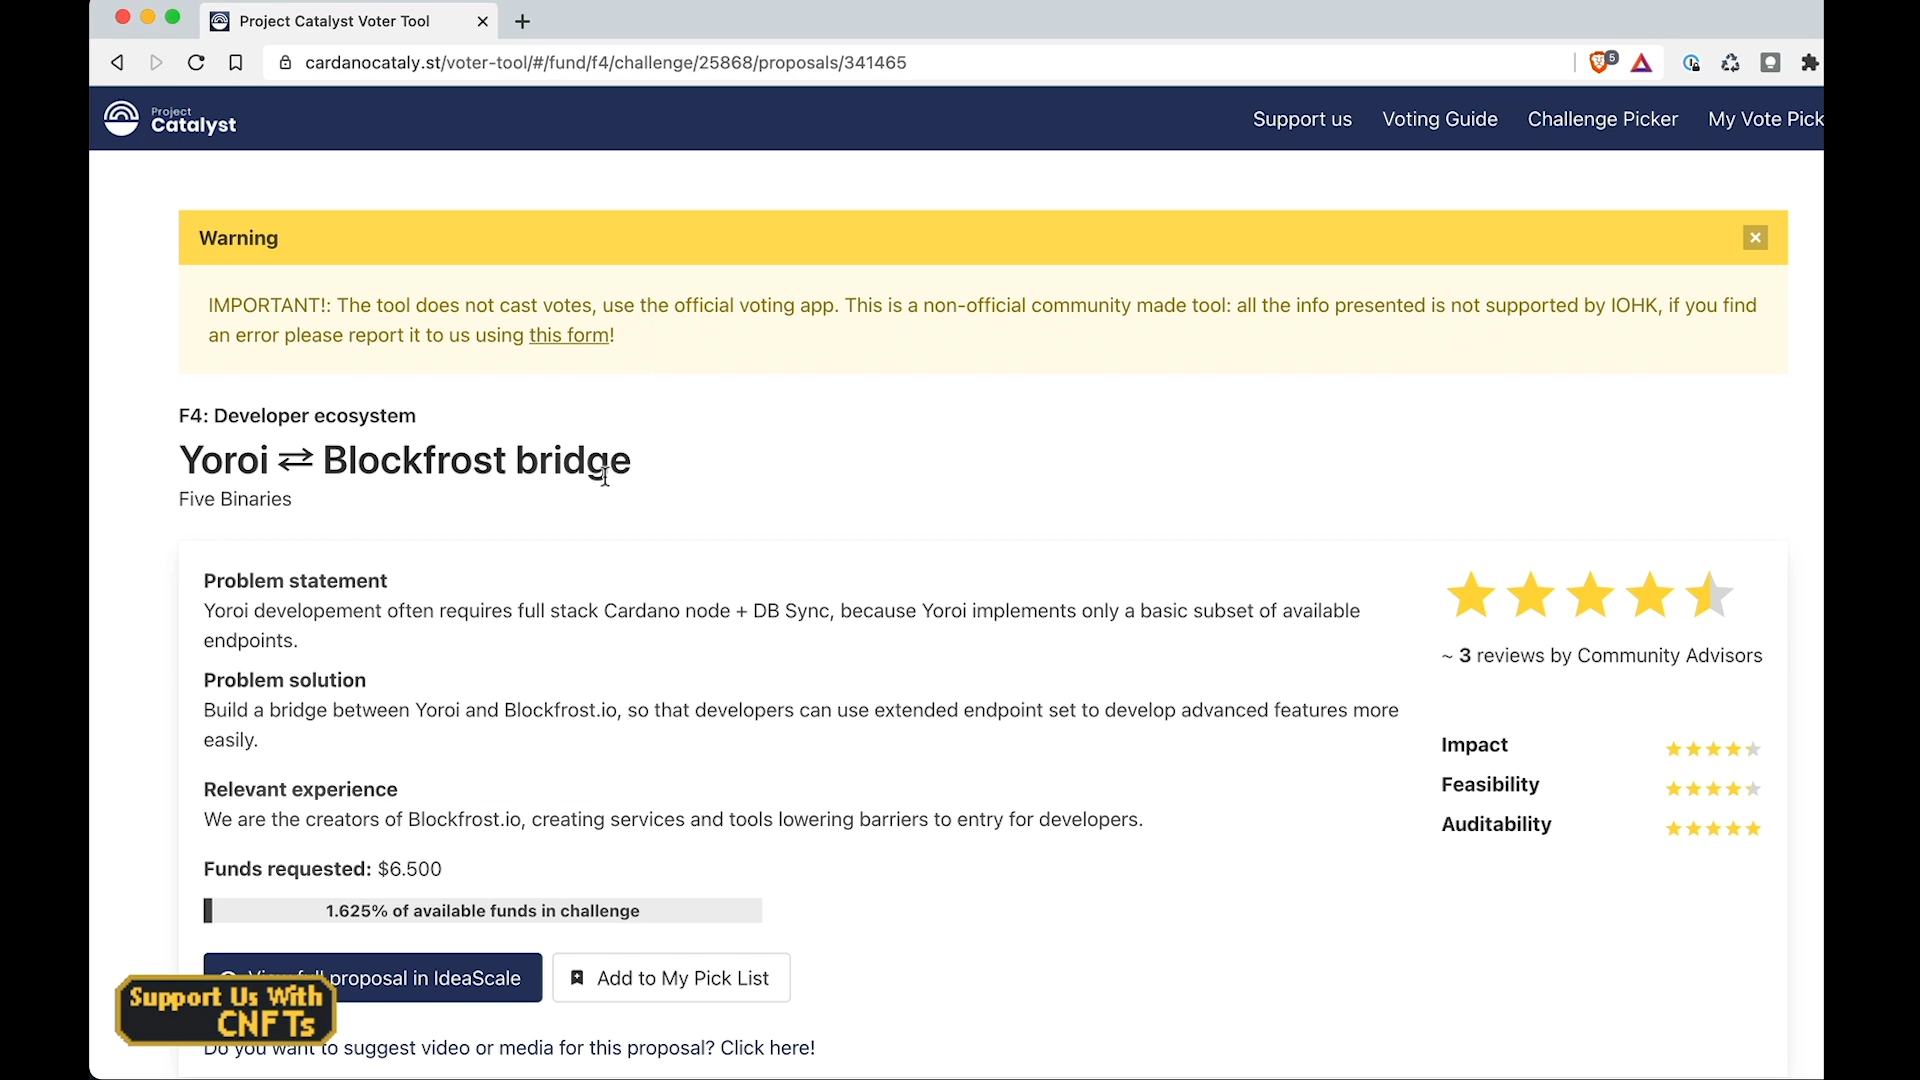 Project Catalyst Voter Tool
cardanocataly.st/voter-tool/#/fund/f4/challenge/25868/proposals/341465
5
Project
Catalyst
Support us
Voting Guide
Challenge Picker
My Vote Pick
Warning
IMPORTANT!: The tool does not cast votes, use the official voting app. This is a non-official community made tool: all the info presented is not supported by IOHK, if you find
an error please report it to us using this form!
F4: Developer ecosystem
Yoroi ⇄ Blockfrost bridge
Five Binaries
Problem statement
Yoroi developement often requires full stack Cardano node + DB Sync, because Yoroi implements only a basic subset of available
endpoints.
Problem solution
Build a bridge between Yoroi and Blockfrost.io, so that developers can use extended endpoint set to develop advanced features more
easily.
Relevant experience
We are the creators of Blockfrost.io, creating services and tools lowering barriers to entry for developers.
Funds requested: $6.500
1.625% of available funds in challenge
~ 3 reviews by Community Advisors
Impact
Feasibility
Auditability
View full proposal in IdeaScale
Add to My Pick List
Support Us With
CNFTs
Do you want to suggest video or media for this proposal? Click here!